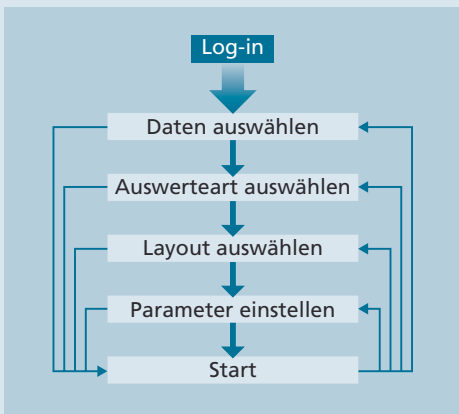 Log-in
Daten auswählen
Auswerteart auswählen
Layout auswählen
Parameter einstellen
Start